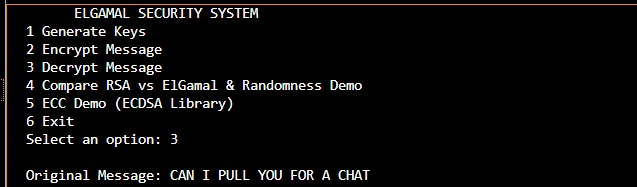 ELGAMAL SECURITY SYSTEM
1 Generate Keys
2 Encrypt Message
3 Decrypt Message
4 Compare RSA vs ElGamal & Randomness Demo
5 ECC Demo (ECDSA Library)
6 Exit
Select an option: 3
Original Message: CAN I PULL YOU FOR A CHAT